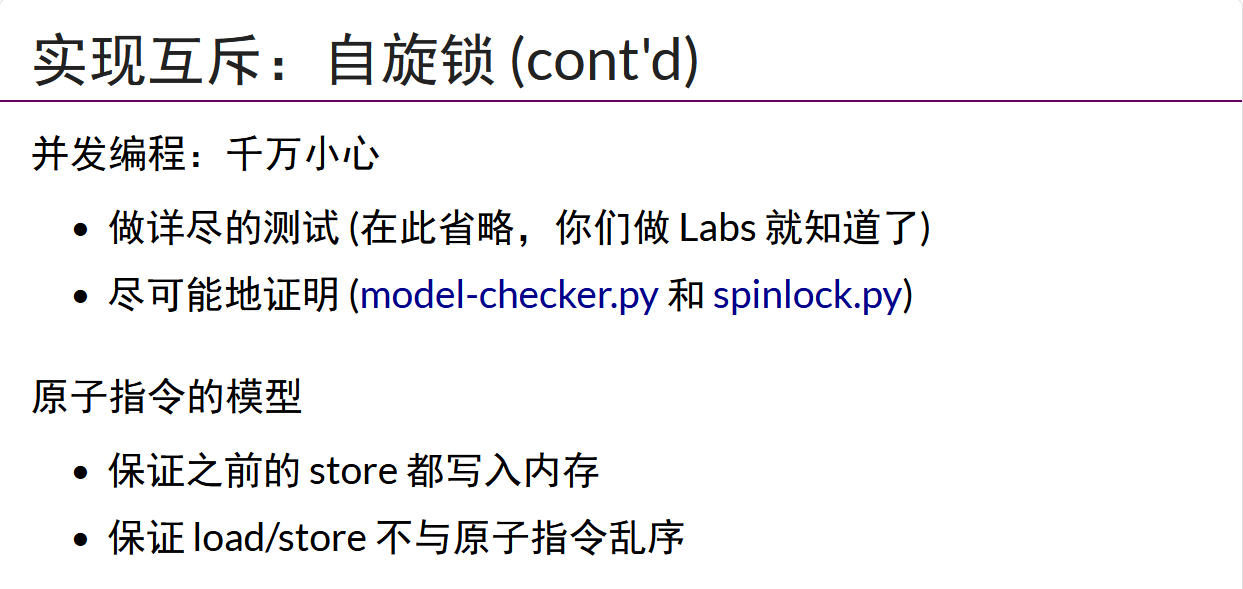 实现互斥：自旋锁 (cont'd)
并发编程：千万小心
• 做详尽的测试 (在此省略，你们做 Labs 就知道了)
• 尽可能地证明 (model-checker.py 和 spinlock.py)
原子指令的模型
• 保证之前的 store 都写入内存
• 保证 load/store 不与原子指令乱序